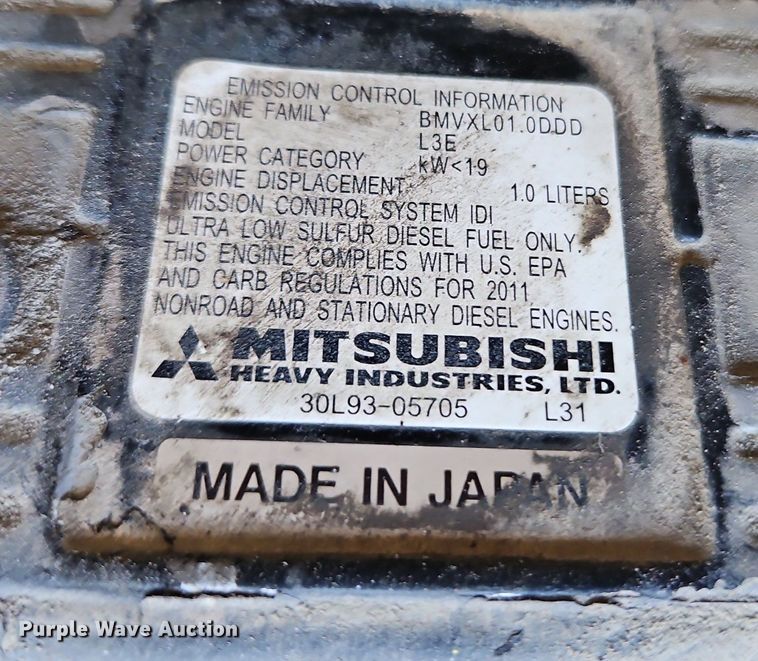 EMISSION CONTROL INFORMATION
ENGINE FAMILY BMVXL01.0DDD
MODEL L3E
POWER CATEGORY kW<19
ENGINE DISPLACEMENT 1.0 LITERS
EMISSION CONTROL SYSTEM IDI
ULTRA LOW SULFUR DIESEL FUEL ONLY.
THIS ENGINE COMPLIES WITH U.S. EPA
AND CARB REGULATIONS FOR 2011
NONROAD AND STATIONARY DIESEL ENGINES.
MITSUBISHI
HEAVY INDUSTRIES, LTD.
30L93-05705 L31
MADE IN JAPAN
Purple Wave Auction